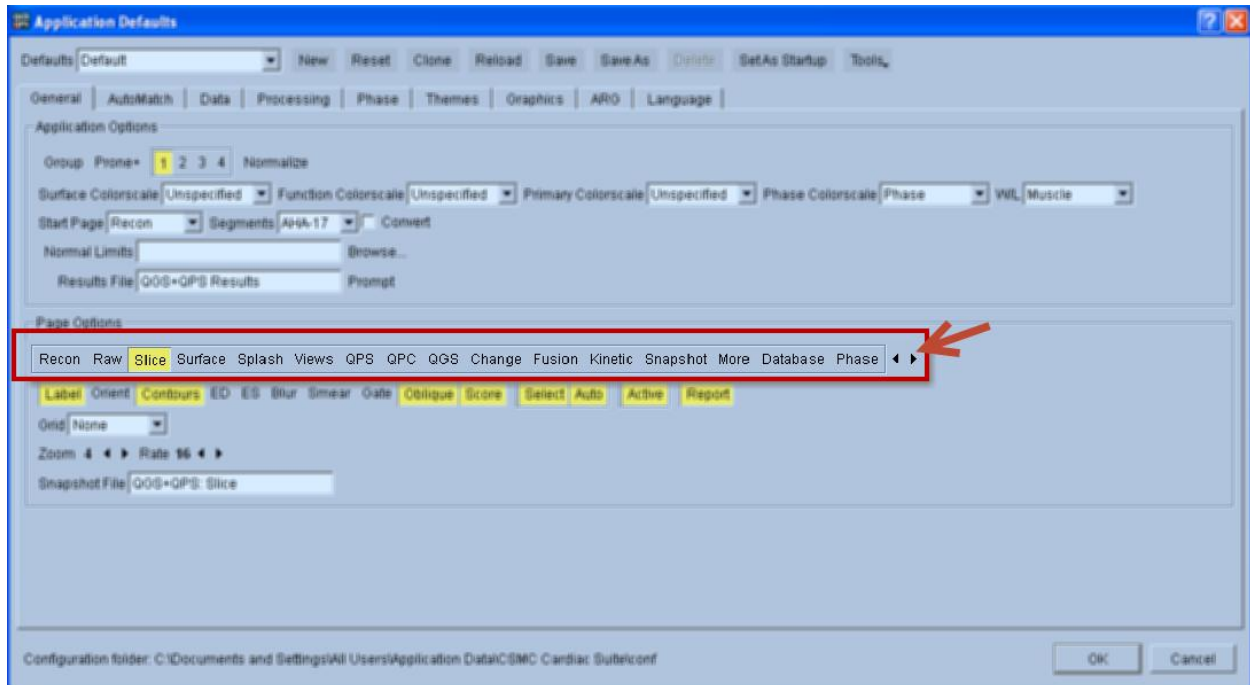 Application Defaults
Defaults Default New Reset Clone Reload Save Save As Delete Set As Startup Tools
General AutoMatch Data Processing Phase Themes Graphics ARG Language
Application Options
Group Prone+ 1 2 3 4 Normalize
Surface Colorscale Unspecified Function Colorscale Unspecified Primary Colorscale Unspecified Phase Colorscale Phase W/L Muscle
Start Page Recon Segments AHA-17 Convert
Normal Limits Browse...
Results File QGS+QPS Results Prompt
Page Options
Recon Raw Slice Surface Splash Views QPS QPC QGS Change Fusion Kinetic Snapshot More Database Phase
Label Orient Contours ED ES Blur Smear Gate Oblique Score Select Auto Active Report
Grid None
Zoom 4 Rate 16
Snapshot File QGS+QPS: Slice
Configuration folder: C:\Documents and Settings\All Users\Application Data\CSMC Cardiac Suite\conf OK Cancel